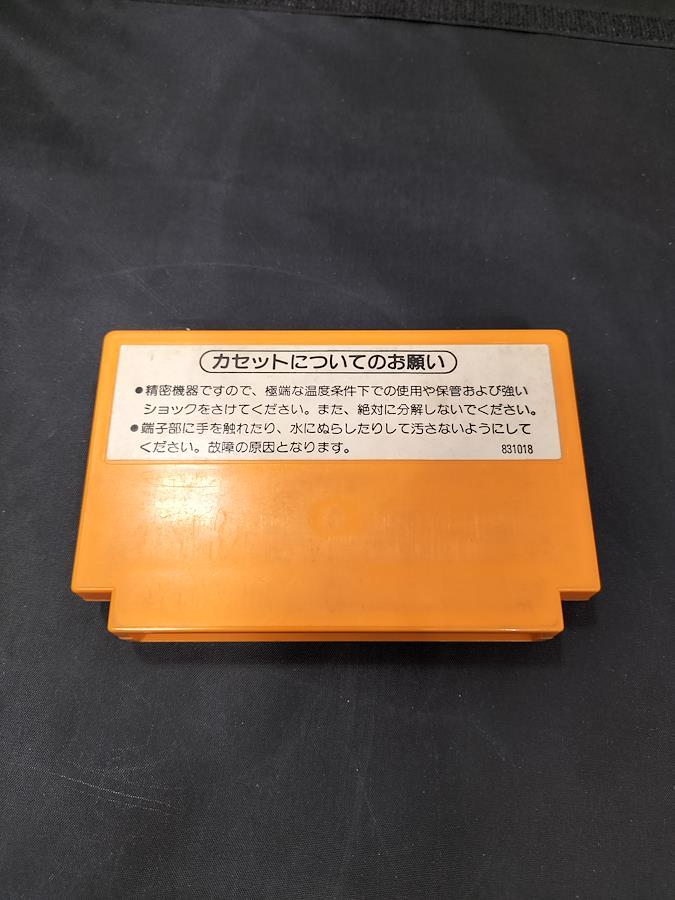 カセットについてのお願い
●精密機器ですので、極端な温度条件下での使用や保管および強い
ショックをさけてください。また、絶対に分解しないでください。
●端子部に手を触れたり、水にぬらしたりして汚さないようにして
ください。故障の原因となります。 831018